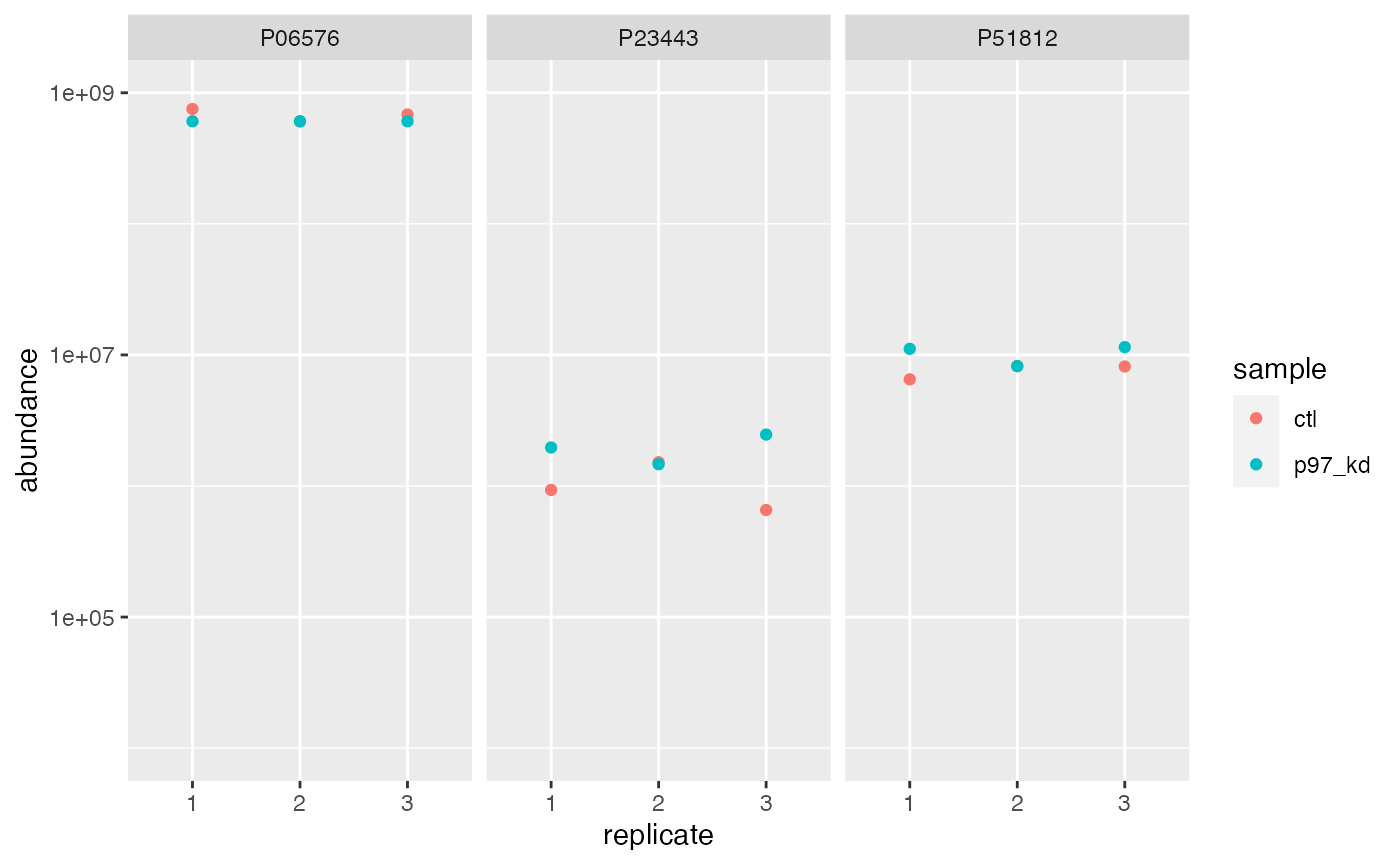 P06576 P23443 P51812
1e+09
1e+07
1e+05
abundance
1 2 3 1 2 3 1 2 3
replicate
sample
ctl
p97_kd